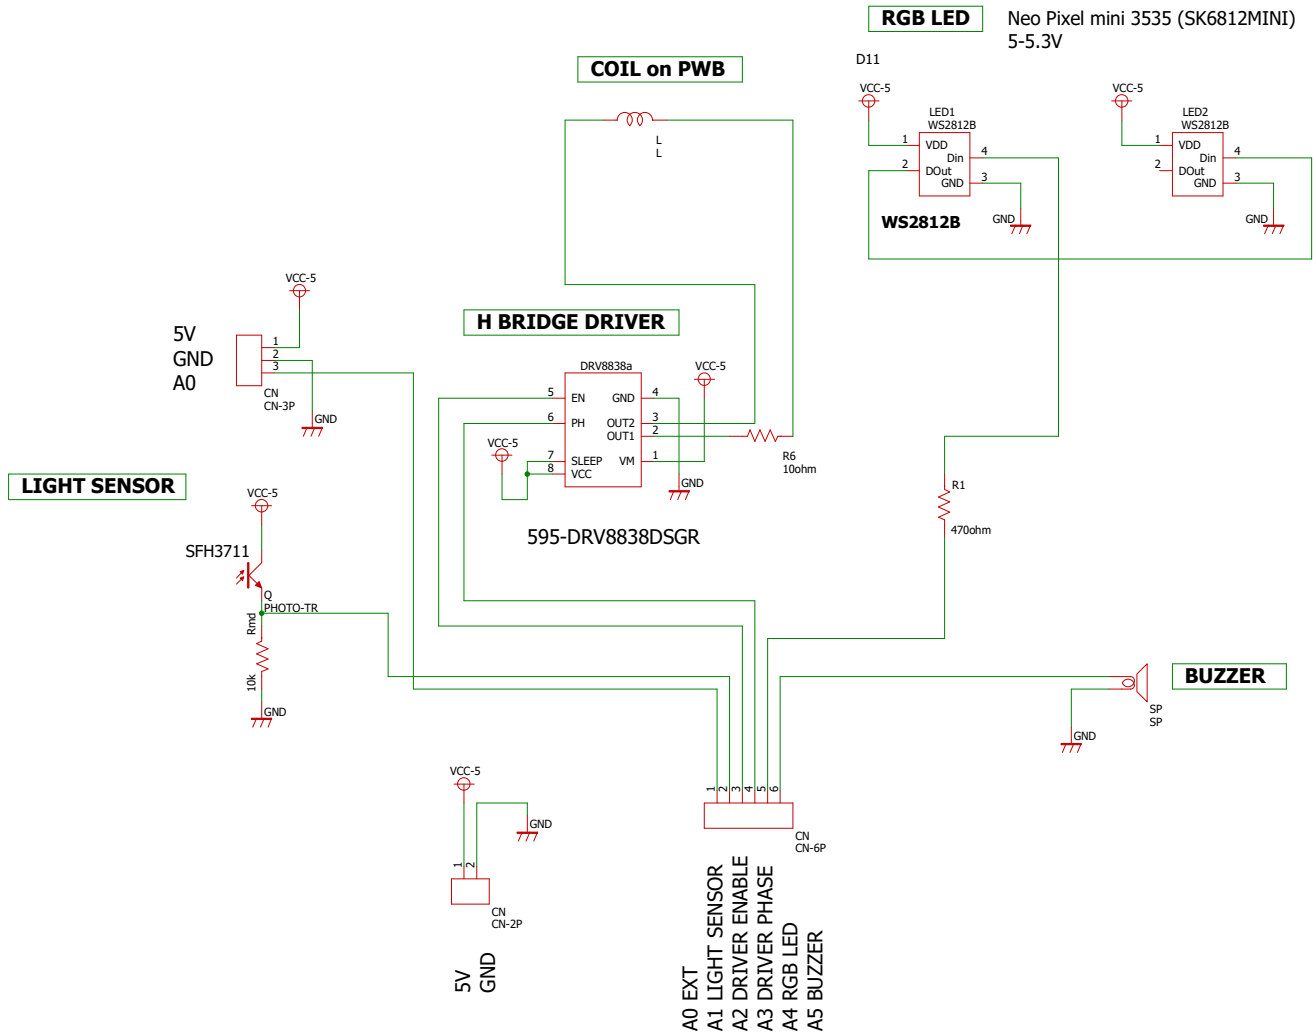 RGB LED
Neo Pixel mini 3535 (SK6812MINI)
5-5.3V
D11
COIL on PWB
L
L
VCC-5
LED1
WS2812B
1
VDD
Din
4
2
DOut
GND
3
GND
WS2812B
VCC-5
LED2
WS2812B
1
VDD
Din
4
2
DOut
GND
3
GND
VCC-5
5V
GND
A0
1
2
3
CN
CN-3P
GND
H BRIDGE DRIVER
DRV8838a
5
EN
GND
4
6
PH
OUT2
3
OUT1
2
7
SLEEP
VM
1
8
VCC
VCC-5
VCC-5
GND
R6
10ohm
595-DRV8838DSGR
R1
470ohm
LIGHT SENSOR
VCC-5
SFH3711
Q
PHOTO-TR
Rmd
10k
GND
BUZZER
SP
SP
GND
VCC-5
GND
1
2
CN
CN-2P
5V
GND
1
2
3
4
5
6
CN
CN-6P
A0 EXT
A1 LIGHT SENSOR
A2 DRIVER ENABLE
A3 DRIVER PHASE
A4 RGB LED
A5 BUZZER